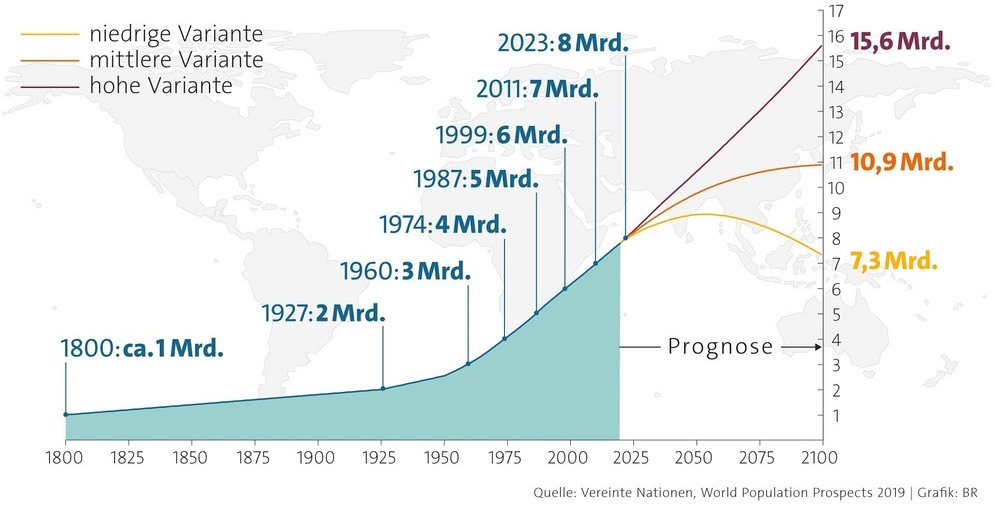 niedrige Variante
mittlere Variante
hohe Variante
2023: 8 Mrd.
2011: 7 Mrd.
1999: 6 Mrd.
1987: 5 Mrd.
1974: 4 Mrd.
1960: 3 Mrd.
1927: 2 Mrd.
1800: ca. 1 Mrd.
15,6 Mrd.
10,9 Mrd.
7,3 Mrd.
Prognose
17
16
15
14
13
12
11
10
9
8
7
6
5
4
3
2
1
1800 1825 1850 1875 1900 1925 1950 1975 2000 2025 2050 2075 2100
Quelle: Vereinte Nationen, World Population Prospects 2019 | Grafik: BR